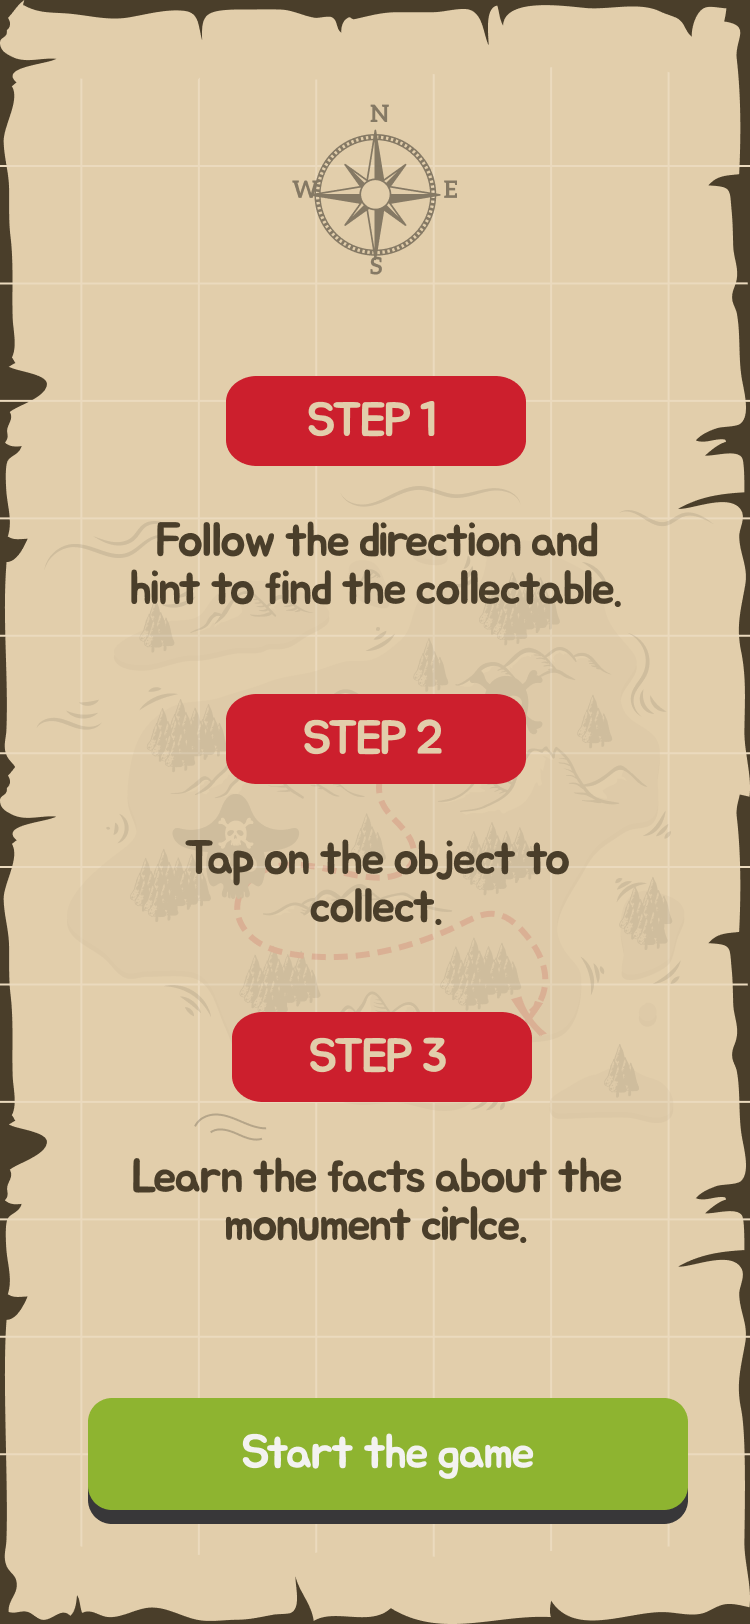 N
W E
S
STEP 1
Follow the direction and
hint to find the collectable.
STEP 2
Tap on the object to
collect.
STEP 3
Learn the facts about the
monument cirlce.
Start the game